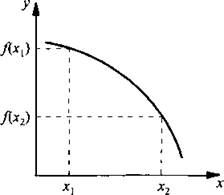 y
f(x₁)
f(x₂)
x₁ x₂ x